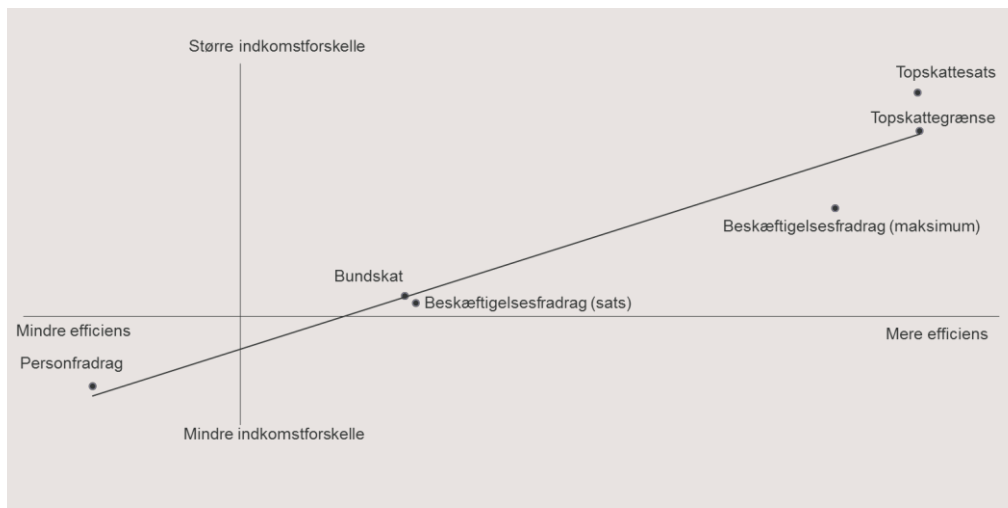 Større indkomstforskelle
Topskattesats
Topskattegrænse
Beskæftigelsesfradrag (maksimum)
Bundskat
Beskæftigelsesfradrag (sats)
Mindre efficiens
Mere efficiens
Personfradrag
Mindre indkomstforskelle